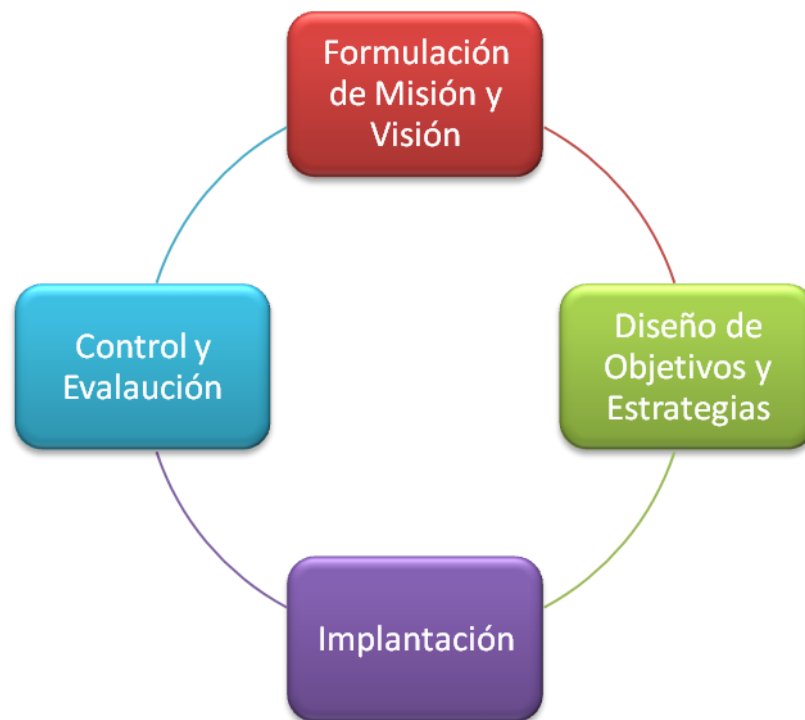 Formulación
de Misión y
Visión
Diseño de
Objetivos y
Estrategias
Implantación
Control y
Evalaución